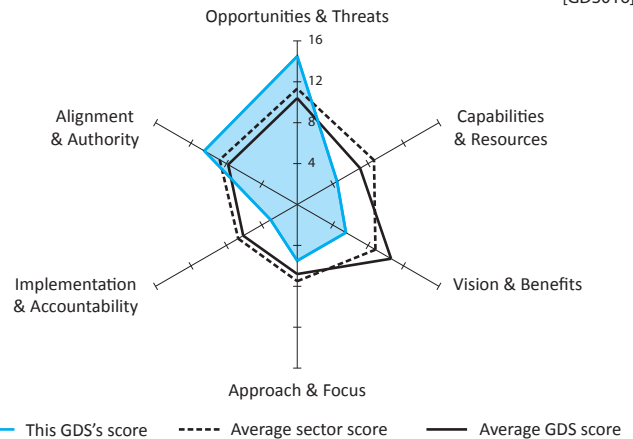 Opportunities & Threats
16
12
8
4
Alignment
& Authority
Capabilities
& Resources
Implementation
& Accountability
Vision & Benefits
Approach & Focus
This GDS's score
Average sector score
Average GDS score